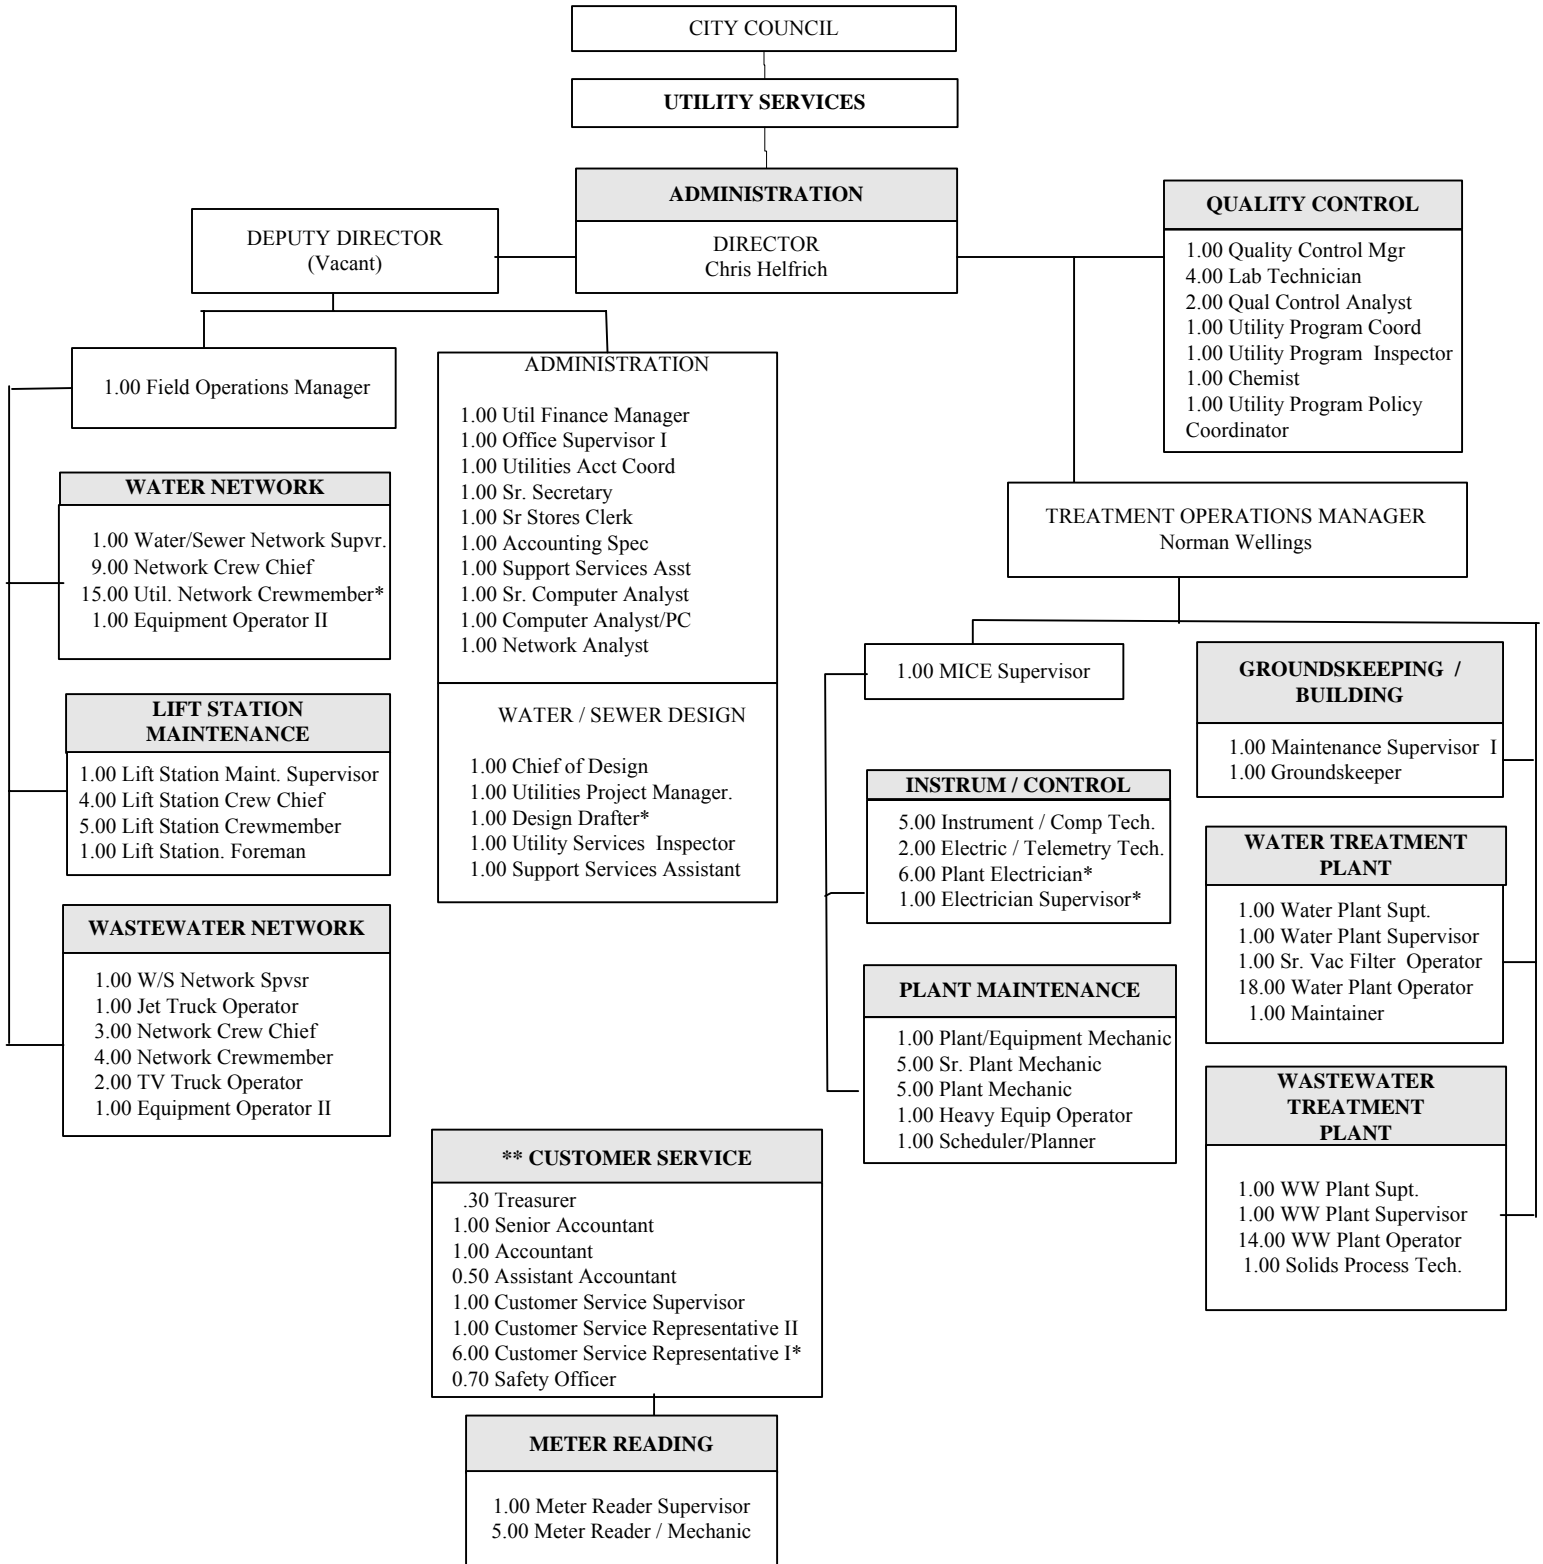 CITY COUNCIL
UTILITY SERVICES
ADMINISTRATION
DIRECTOR
Chris Helfrich
DEPUTY DIRECTOR
(Vacant)
QUALITY CONTROL
1.00 Quality Control Mgr
4.00 Lab Technician
2.00 Qual Control Analyst
1.00 Utility Program Coord
1.00 Utility Program Inspector
1.00 Chemist
1.00 Utility Program Policy
Coordinator
1.00 Field Operations Manager
ADMINISTRATION
1.00 Util Finance Manager
1.00 Office Supervisor I
1.00 Utilities Acct Coord
1.00 Sr. Secretary
1.00 Sr Stores Clerk
1.00 Accounting Spec
1.00 Support Services Asst
1.00 Sr. Computer Analyst
1.00 Computer Analyst/PC
1.00 Network Analyst
WATER / SEWER DESIGN
1.00 Chief of Design
1.00 Utilities Project Manager.
1.00 Design Drafter*
1.00 Utility Services Inspector
1.00 Support Services Assistant
WATER NETWORK
1.00 Water/Sewer Network Supvr.
9.00 Network Crew Chief
15.00 Util. Network Crewmember*
1.00 Equipment Operator II
LIFT STATION
MAINTENANCE
1.00 Lift Station Maint. Supervisor
4.00 Lift Station Crew Chief
5.00 Lift Station Crewmember
1.00 Lift Station. Foreman
WASTEWATER NETWORK
1.00 W/S Network Spvsr
1.00 Jet Truck Operator
3.00 Network Crew Chief
4.00 Network Crewmember
2.00 TV Truck Operator
1.00 Equipment Operator II
TREATMENT OPERATIONS MANAGER
Norman Wellings
1.00 MICE Supervisor
INSTRUM / CONTROL
5.00 Instrument / Comp Tech.
2.00 Electric / Telemetry Tech.
6.00 Plant Electrician*
1.00 Electrician Supervisor*
PLANT MAINTENANCE
1.00 Plant/Equipment Mechanic
5.00 Sr. Plant Mechanic
5.00 Plant Mechanic
1.00 Heavy Equip Operator
1.00 Scheduler/Planner
GROUNDSKEEPING /
BUILDING
1.00 Maintenance Supervisor I
1.00 Groundskeeper
WATER TREATMENT
PLANT
1.00 Water Plant Supt.
1.00 Water Plant Supervisor
1.00 Sr. Vac Filter Operator
18.00 Water Plant Operator
1.00 Maintainer
WASTEWATER
TREATMENT
PLANT
1.00 WW Plant Supt.
1.00 WW Plant Supervisor
14.00 WW Plant Operator
1.00 Solids Process Tech.
** CUSTOMER SERVICE
.30 Treasurer
1.00 Senior Accountant
1.00 Accountant
0.50 Assistant Accountant
1.00 Customer Service Supervisor
1.00 Customer Service Representative II
6.00 Customer Service Representative I*
0.70 Safety Officer
METER READING
1.00 Meter Reader Supervisor
5.00 Meter Reader / Mechanic